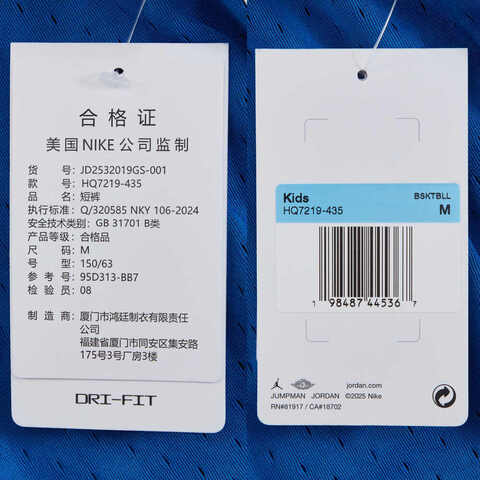 合格证
美国NIKE公司监制
货 号: JD2532019GS-001
款 号: HQ7219-435
品 名: 短裤
执行标准: Q/320585 NKY 106-2024
安全技术类别: GB 31701 B类
产品等级: 合格品
尺 码: M
号 型: 150/63
参 考 号: 95D313-BB7
检 验 员: 08
制 造 商: 厦门市鸿廷制衣有限责任
公司
福建省厦门市同安区集安路
175号3号厂房3楼
DRI-FIT
Kids
BSKTBLL
HQ7219-435
M
1 98487 44536 7
JUMPMAN JORDAN
jordan.com
©2025 Nike
RN#81917 / CA#18702